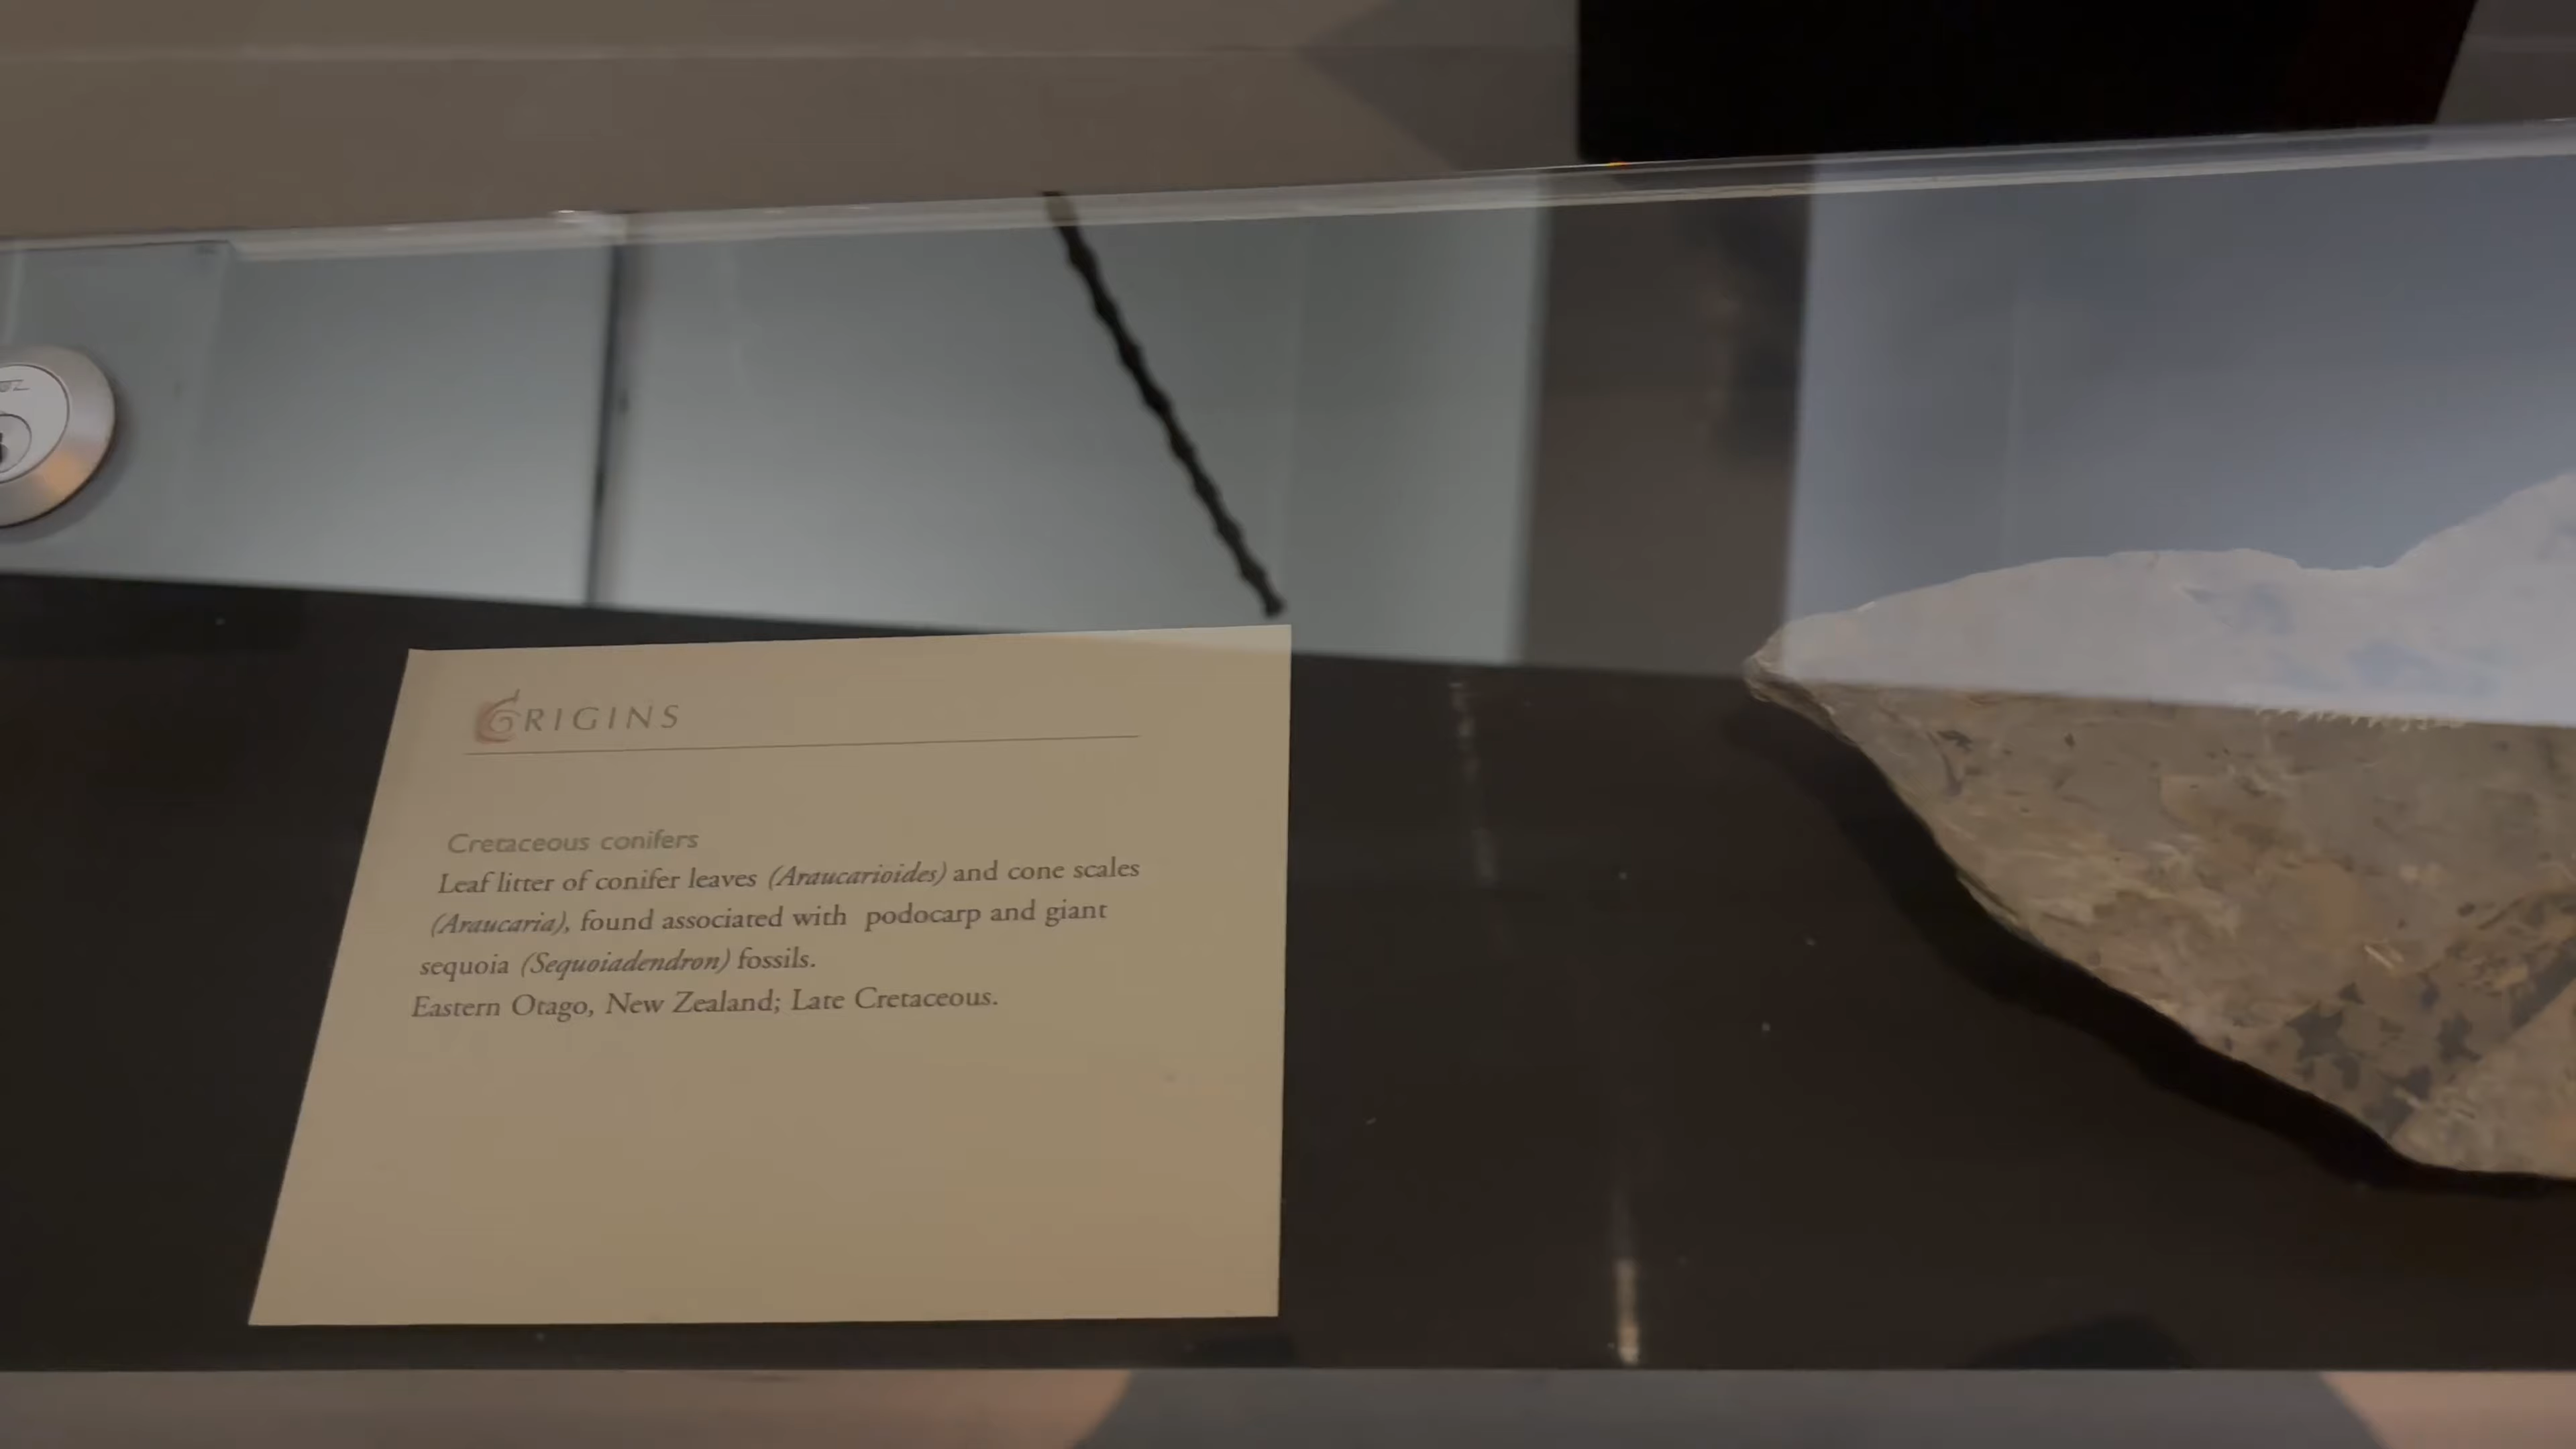 ORIGINS
Cretaceous conifers
Leaf litter of conifer leaves (Araucarioides) and cone scales
(Araucaria), found associated with podocarp and giant
sequoia (Sequoiadendron) fossils.
Eastern Otago, New Zealand; Late Cretaceous.